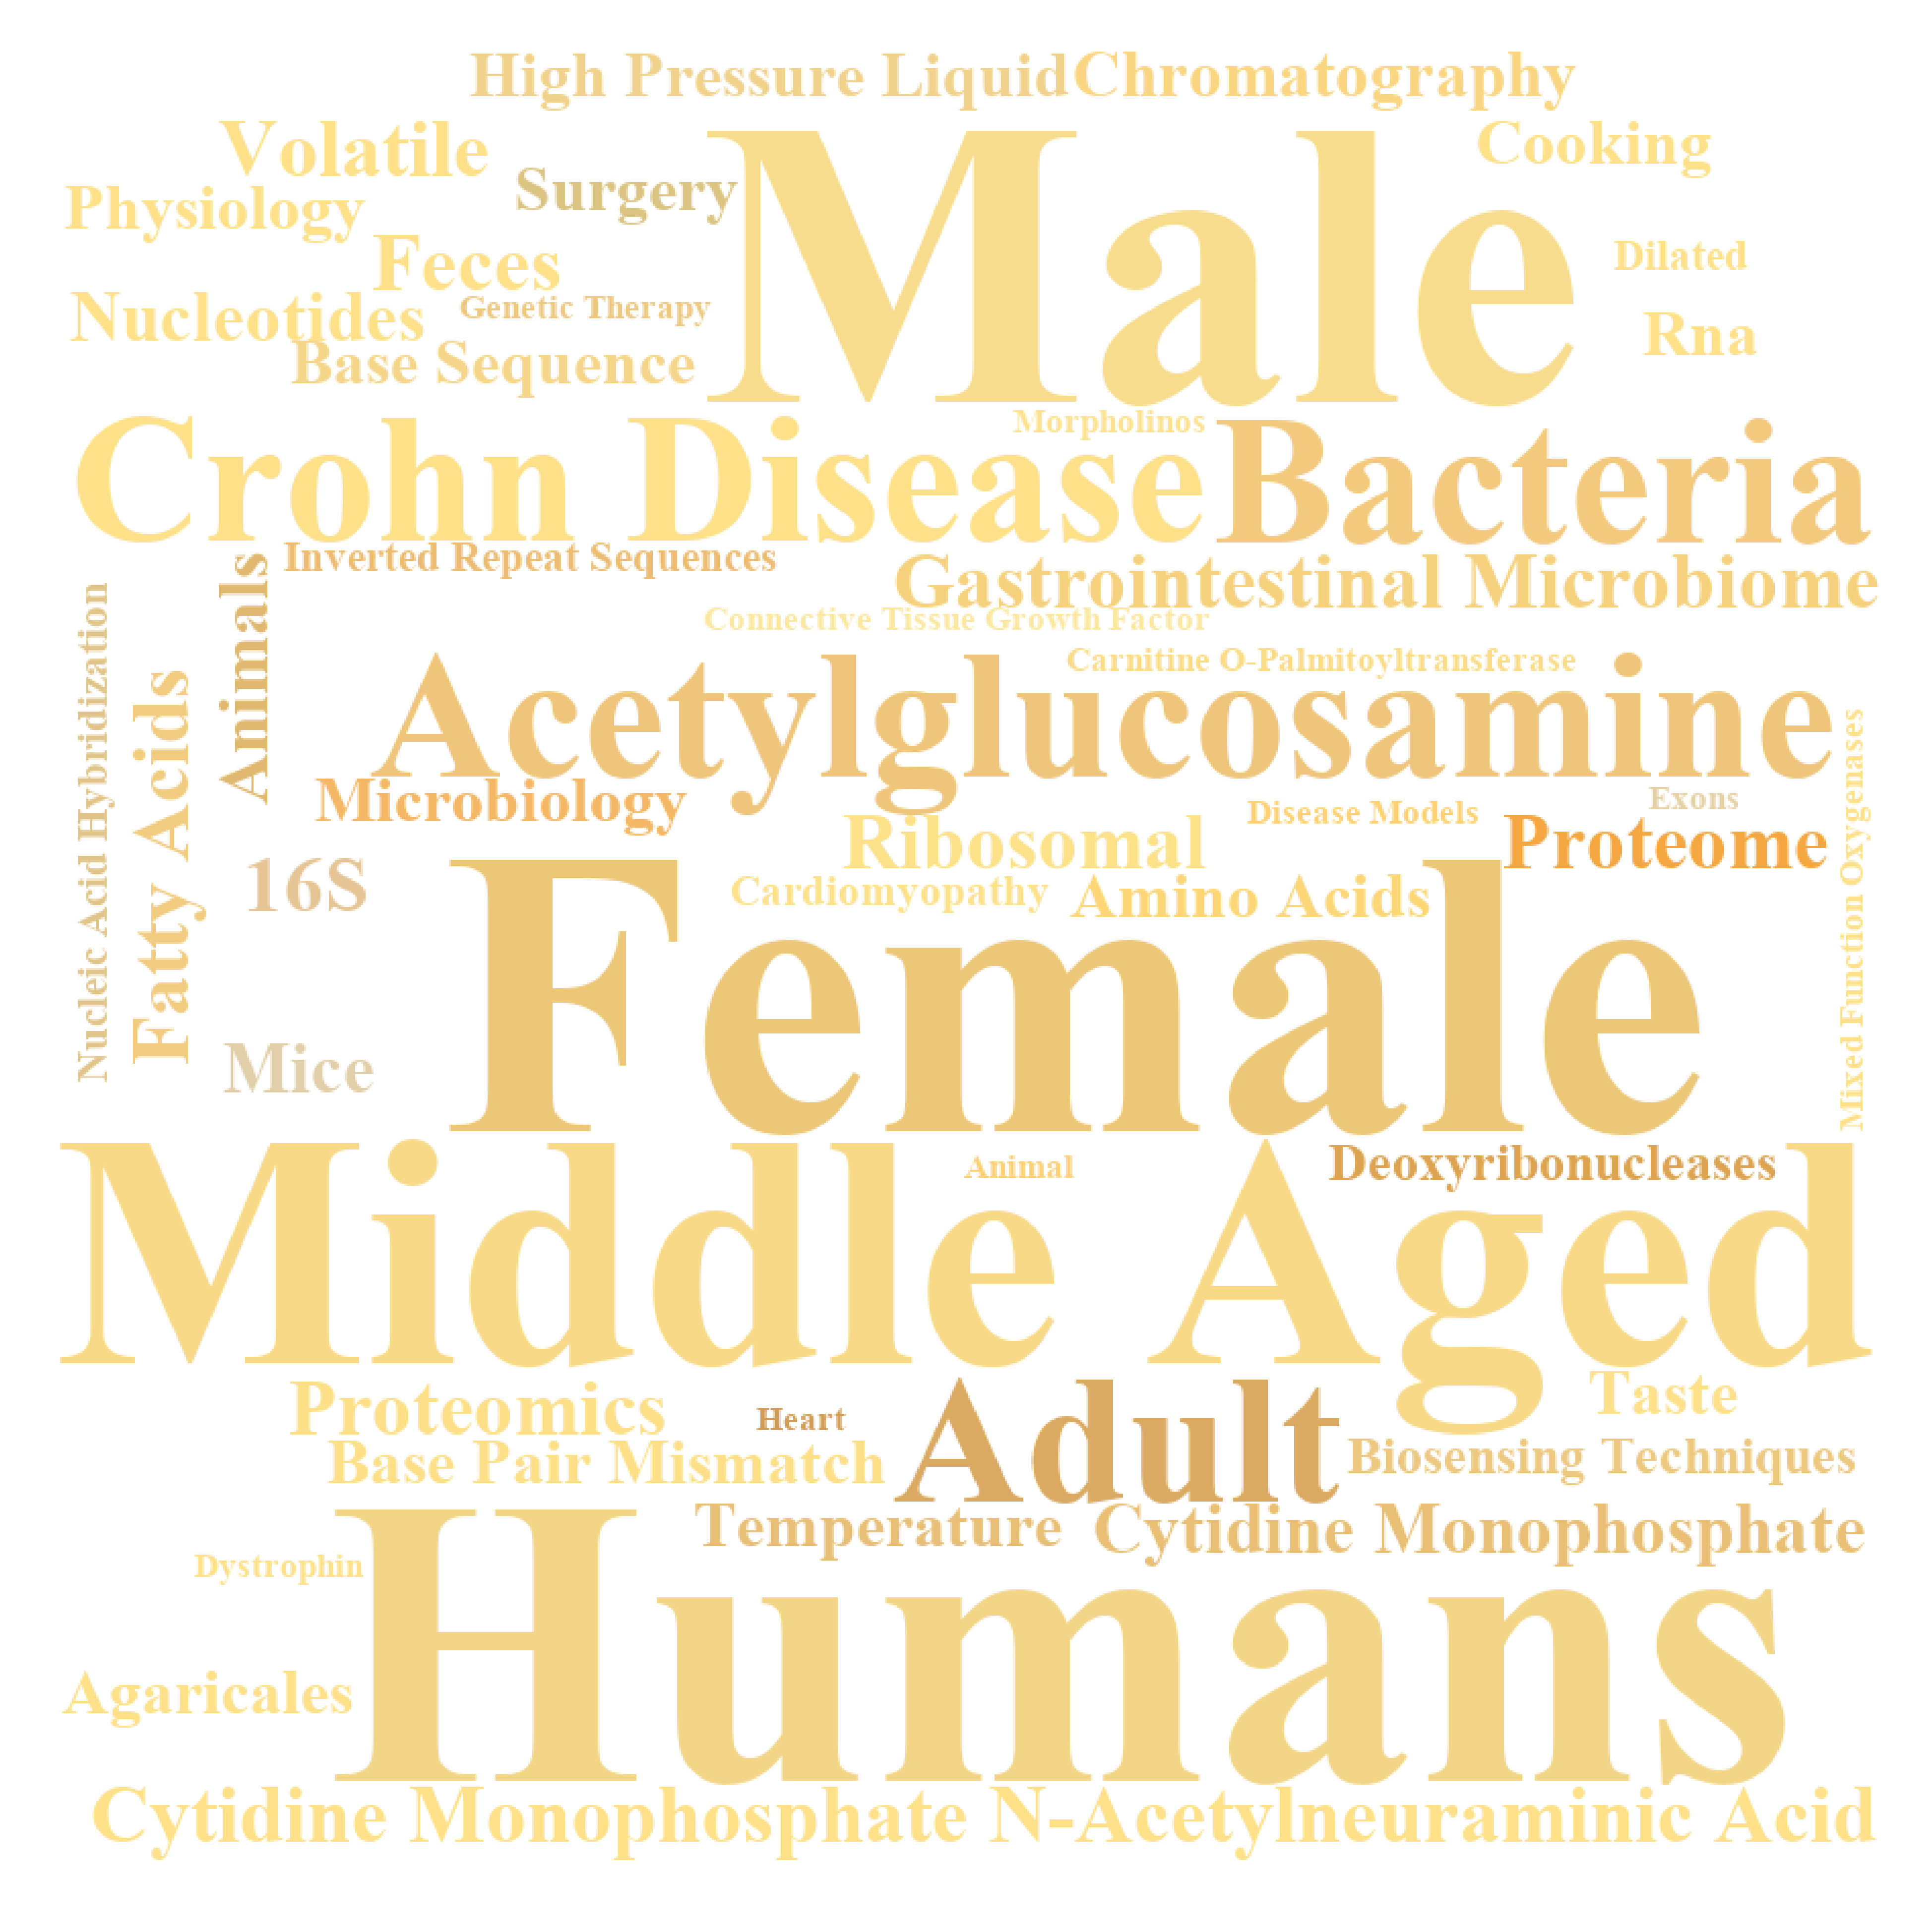 High Pressure Liquid
Chromatography
Volatile
Cooking
Male
Surgery
Physiology
Feces
Dilated
Nucleotides
Genetic Therapy
Rna
Base Sequence
Morpholinos
Crohn Disease
Bacteria
Inverted Repeat Sequences
Gastrointestinal Microbiome
Animals
Nucleic Acid Hybridization
Connective Tissue Growth Factor
Carnitine O-Palmitoyltransferase
Fatty Acids
Acetylglucosamine
Mixed Function Oxygenases
Microbiology
Disease Models
Exons
Ribosomal
Proteome
16S
Cardiomyopathy
Amino Acids
Female
Mice
Middle Aged
Animal
Deoxyribonucleases
Proteomics
Heart
Adult
Taste
Base Pair Mismatch
Biosensing Techniques
Temperature
Cytidine Monophosphate
Dystrophin
Humans
Agaricales
Cytidine Monophosphate N-Acetylneuraminic Acid